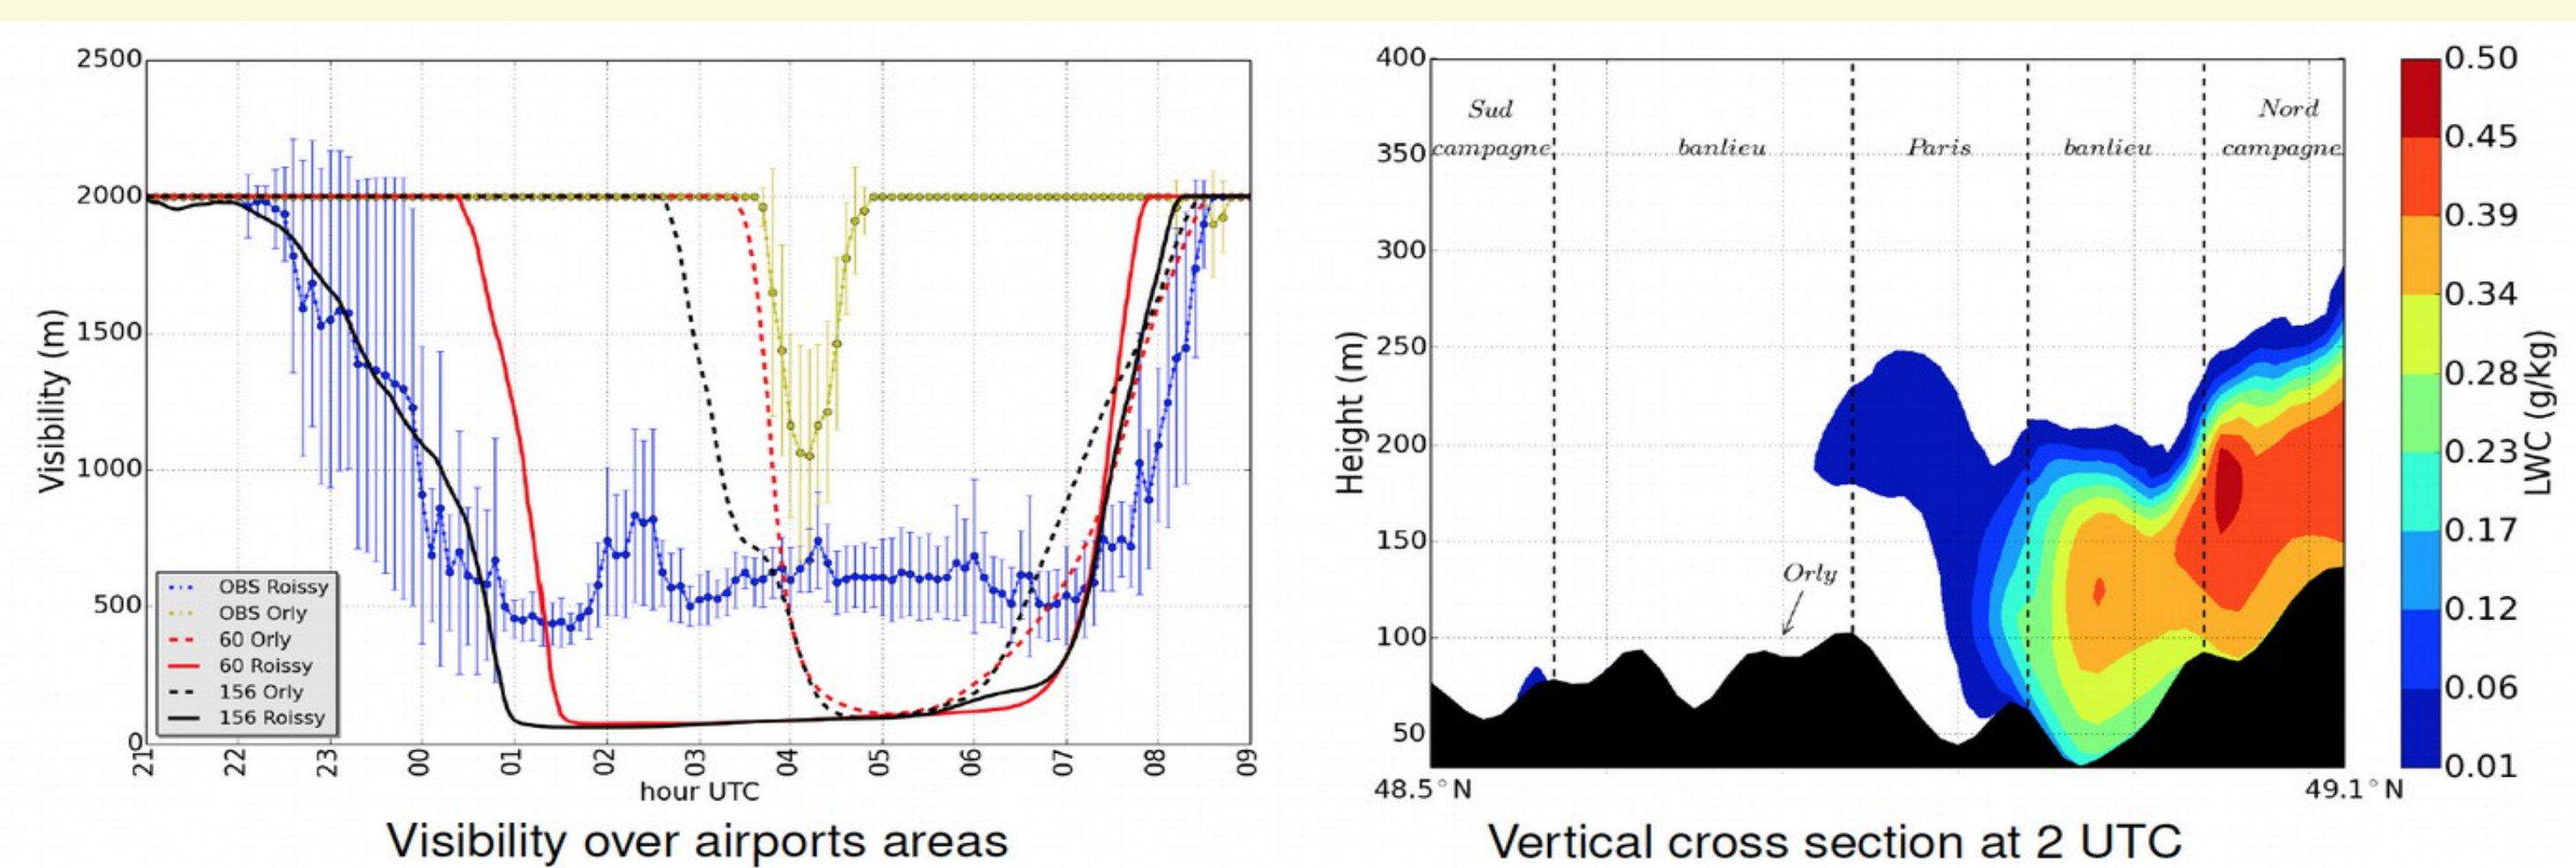 2500
2000
1500
1000
500
0
Visibility (m)
OBS Roissy
OBS Orly
60 Orly
60 Roissy
156 Orly
156 Roissy
21 22 23 00 01 02 03 04 05 06 07 08 09
hour UTC
Visibility over airports areas
400
350
300
250
200
150
100
50
Height (m)
Sud
campagne
banlieu
Paris
banlieu
Nord
campagne
Orly
48.5°N
49.1°N
0.50
0.45
0.39
0.34
0.28
0.23
0.17
0.12
0.06
0.01
LWC (g/kg)
Vertical cross section at 2 UTC